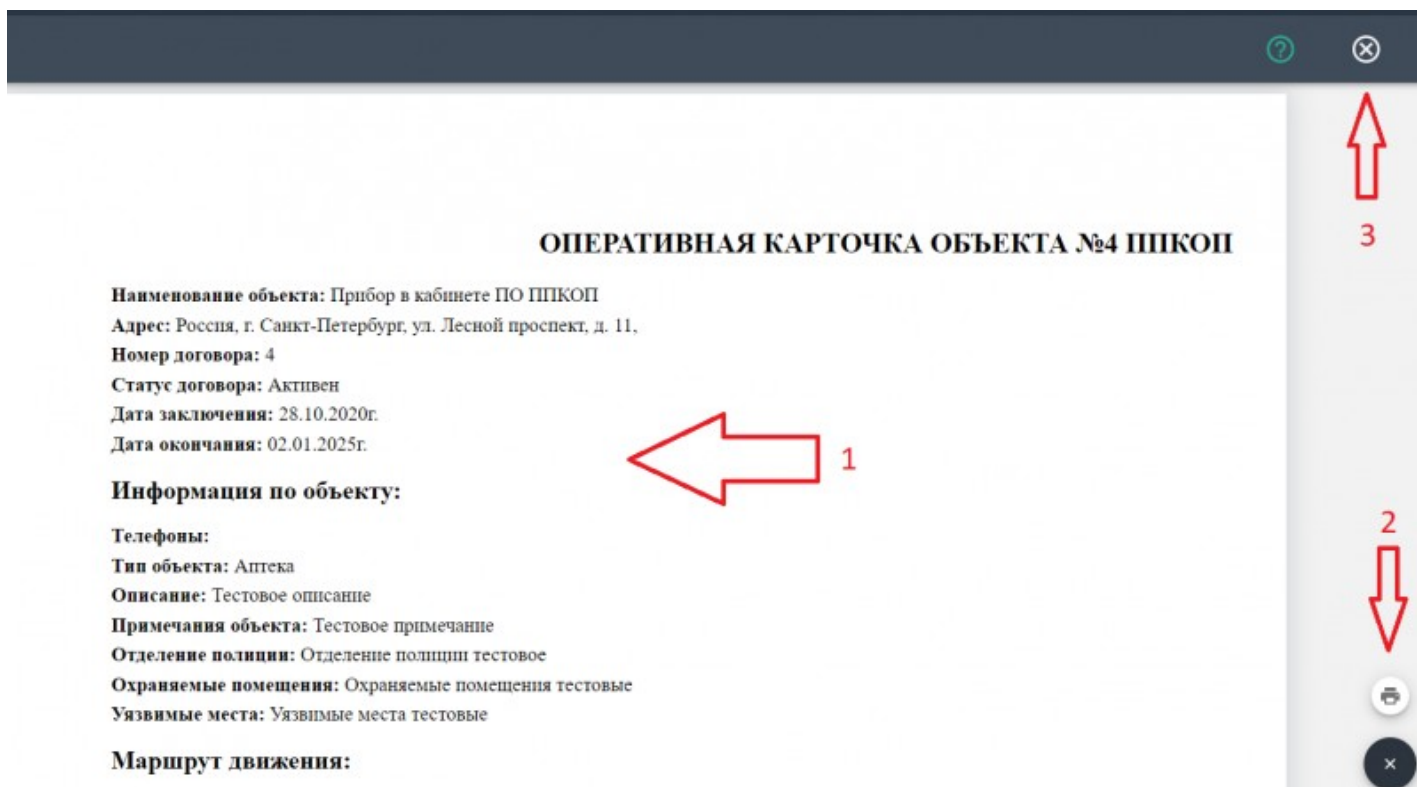 3
ОПЕРАТИВНАЯ КАРТОЧКА ОБЪЕКТА №4 ППКОП
Наименование объекта: Прибор в кабинете ПО ППКОП
Адрес: Россия, г. Санкт-Петербург, ул. Лесной проспект, д. 11,
Номер договора: 4
Статус договора: Активен
Дата заключения: 28.10.2020г.
Дата окончания: 02.01.2025г.
1
Информация по объекту:
Телефоны:
2
Тип объекта: Аптека
Описание: Тестовое описание
Примечания объекта: Тестовое примечание
Отделение полиции: Отделение полиции тестовое
Охраняемые помещения: Охраняемые помещения тестовые
Уязвимые места: Уязвимые места тестовые
Маршрут движения: